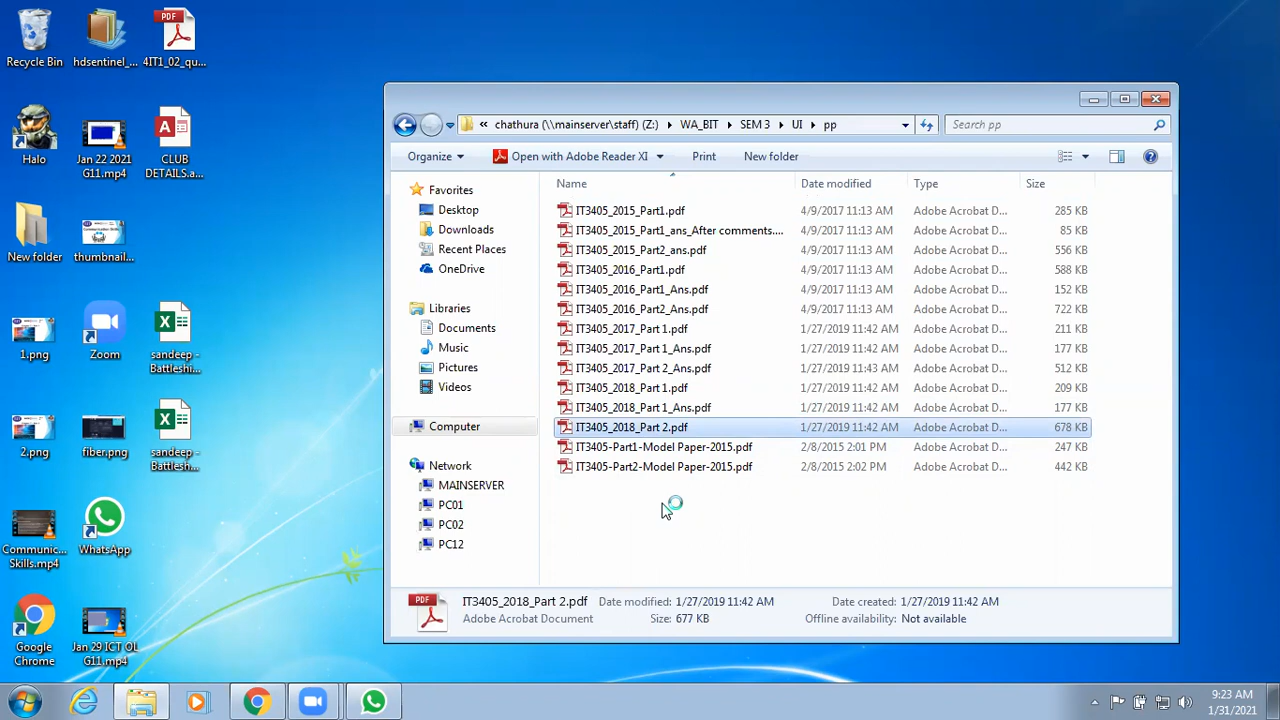 Recycle Bin
hdsentinel_...
4IT1_02_qu...
Halo
Jan 22 2021
G11.mp4
CLUB
DETAILS.a...
New folder
thumbnail...
1.png
Zoom
sandeep -
Battleshi...
2.png
fiber.png
sandeep -
Battleshi...
Communic...
Skills.mp4
WhatsApp
Google
Chrome
Jan 29 ICT OL
G11.mp4
« chathura (\\mainserver\staff) (Z:) WA_BIT SEM 3 UI pp
Search pp
Organize Open with Adobe Reader XI Print New folder
Favorites
Desktop
Downloads
Recent Places
OneDrive
Libraries
Documents
Music
Pictures
Videos
Computer
Network
MAINSERVER
PC01
PC02
PC12
Name Date modified Type Size
IT3405_2015_Part1.pdf 4/9/2017 11:13 AM Adobe Acrobat D... 285 KB
IT3405_2015_Part1_ans_After comments.... 4/9/2017 11:13 AM Adobe Acrobat D... 85 KB
IT3405_2015_Part2_ans.pdf 4/9/2017 11:13 AM Adobe Acrobat D... 556 KB
IT3405_2016_Part1.pdf 4/9/2017 11:13 AM Adobe Acrobat D... 588 KB
IT3405_2016_Part1_Ans.pdf 4/9/2017 11:13 AM Adobe Acrobat D... 152 KB
IT3405_2016_Part2_Ans.pdf 4/9/2017 11:13 AM Adobe Acrobat D... 722 KB
IT3405_2017_Part 1.pdf 1/27/2019 11:42 AM Adobe Acrobat D... 211 KB
IT3405_2017_Part 1_Ans.pdf 1/27/2019 11:42 AM Adobe Acrobat D... 177 KB
IT3405_2017_Part 2_Ans.pdf 1/27/2019 11:43 AM Adobe Acrobat D... 512 KB
IT3405_2018_Part 1.pdf 1/27/2019 11:42 AM Adobe Acrobat D... 209 KB
IT3405_2018_Part 1_Ans.pdf 1/27/2019 11:42 AM Adobe Acrobat D... 177 KB
IT3405_2018_Part 2.pdf 1/27/2019 11:42 AM Adobe Acrobat D... 678 KB
IT3405-Part1-Model Paper-2015.pdf 2/8/2015 2:01 PM Adobe Acrobat D... 247 KB
IT3405-Part2-Model Paper-2015.pdf 2/8/2015 2:02 PM Adobe Acrobat D... 442 KB
PDF
IT3405_2018_Part 2.pdf Date modified: 1/27/2019 11:42 AM Date created: 1/27/2019 11:42 AM
Adobe Acrobat Document Size: 677 KB Offline availability: Not available
9:23 AM
1/31/2021